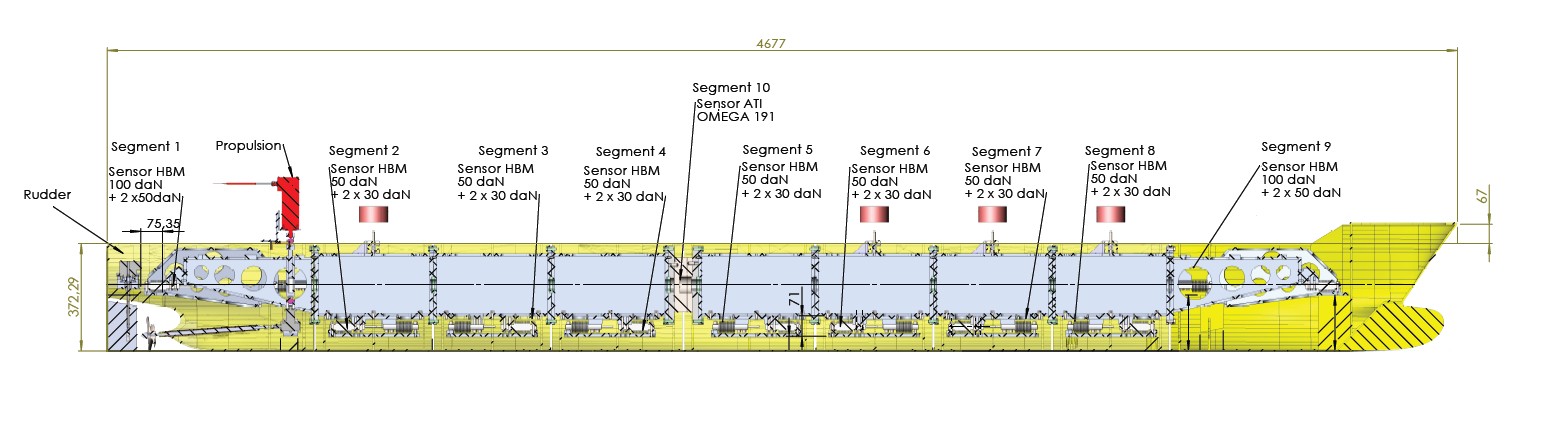 4677
Segment 10
Sensor ATI
OMEGA 191
Segment 1
Sensor HBM
100 daN
+ 2 x50daN
Propulsion
Segment 2
Sensor HBM
50 daN
+ 2 x 30 daN
Segment 3
Sensor HBM
50 daN
+ 2 x 30 daN
Segment 4
Sensor HBM
50 daN
+ 2 x 30 daN
Segment 5
Sensor HBM
50 daN
+ 2 x 30 daN
Segment 6
Sensor HBM
50 daN
+ 2 x 30 daN
Segment 7
Sensor HBM
50 daN
+ 2 x 30 daN
Segment 8
Sensor HBM
50 daN
+ 2 x 30 daN
Segment 9
Sensor HBM
100 daN
+ 2 x 50 daN
Rudder
75,35
67
372,29
71